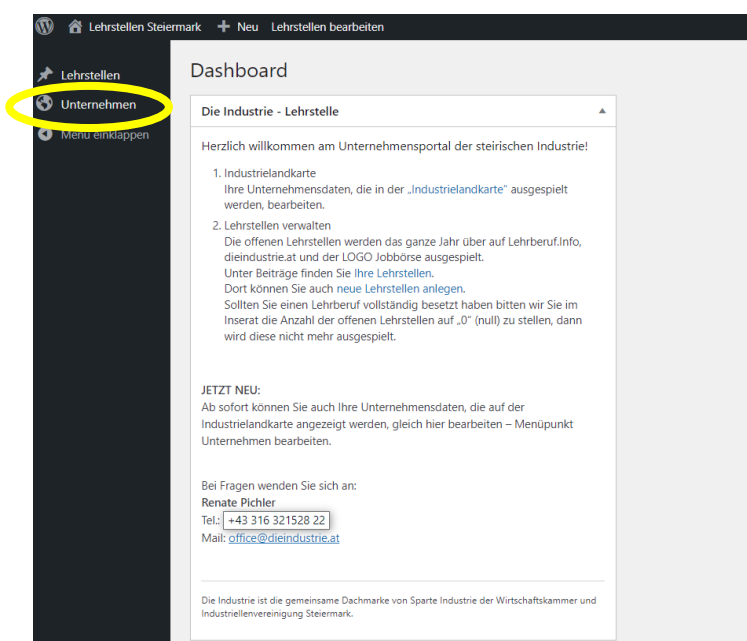 Lehrstellen Steiermark + Neu Lehrstellen bearbeiten
Lehrstellen
Unternehmen
Menü einklappen
Dashboard
Die Industrie - Lehrstelle
Herzlich willkommen am Unternehmensportal der steirischen Industrie!
1. Industrielandkarte
Ihre Unternehmensdaten, die in der „Industrielandkarte“ ausgespielt
werden, bearbeiten.
2. Lehrstellen verwalten
Die offenen Lehrstellen werden das ganze Jahr über auf Lehrberuf.Info,
dieindustrie.at und der LOGO Jobbörse ausgespielt.
Unter Beiträge finden Sie Ihre Lehrstellen.
Dort können Sie auch neue Lehrstellen anlegen.
Sollten Sie einen Lehrberuf vollständig besetzt haben bitten wir Sie im
Inserat die Anzahl der offenen Lehrstellen auf „0“ (null) zu stellen, dann
wird diese nicht mehr ausgespielt.
JETZT NEU:
Ab sofort können Sie auch Ihre Unternehmensdaten, die auf der
Industrielandkarte angezeigt werden, gleich hier bearbeiten – Menüpunkt
Unternehmen bearbeiten.
Bei Fragen wenden Sie sich an:
Renate Pichler
Tel.: +43 316 321528 22
Mail: office@dieindustrie.at
Die Industrie ist die gemeinsame Dachmarke von Sparte Industrie der Wirtschaftskammer und
Industriellenvereinigung Steiermark.